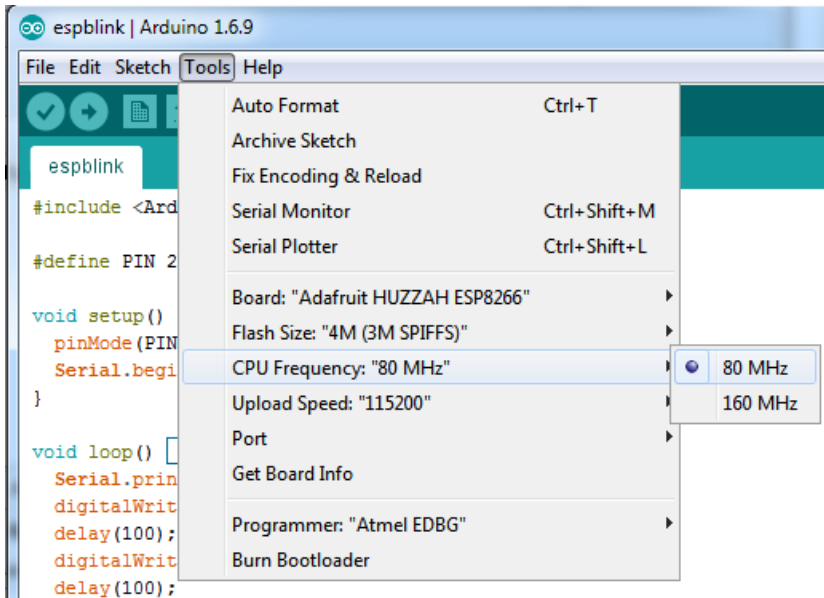 espblink | Arduino 1.6.9
File Edit Sketch Tools Help
Auto Format Ctrl+T
Archive Sketch
Fix Encoding & Reload
Serial Monitor Ctrl+Shift+M
Serial Plotter Ctrl+Shift+L
Board: "Adafruit HUZZAH ESP8266"
Flash Size: "4M (3M SPIFFS)"
CPU Frequency: "80 MHz"
80 MHz
160 MHz
Upload Speed: "115200"
Port
Get Board Info
Programmer: "Atmel EDBG"
Burn Bootloader
espblink
#include <Ard
#define PIN 2
void setup()
pinMode(PIN
Serial.begi
}
void loop()
Serial.prin
digitalWrit
delay(100);
digitalWrit
delay(100);